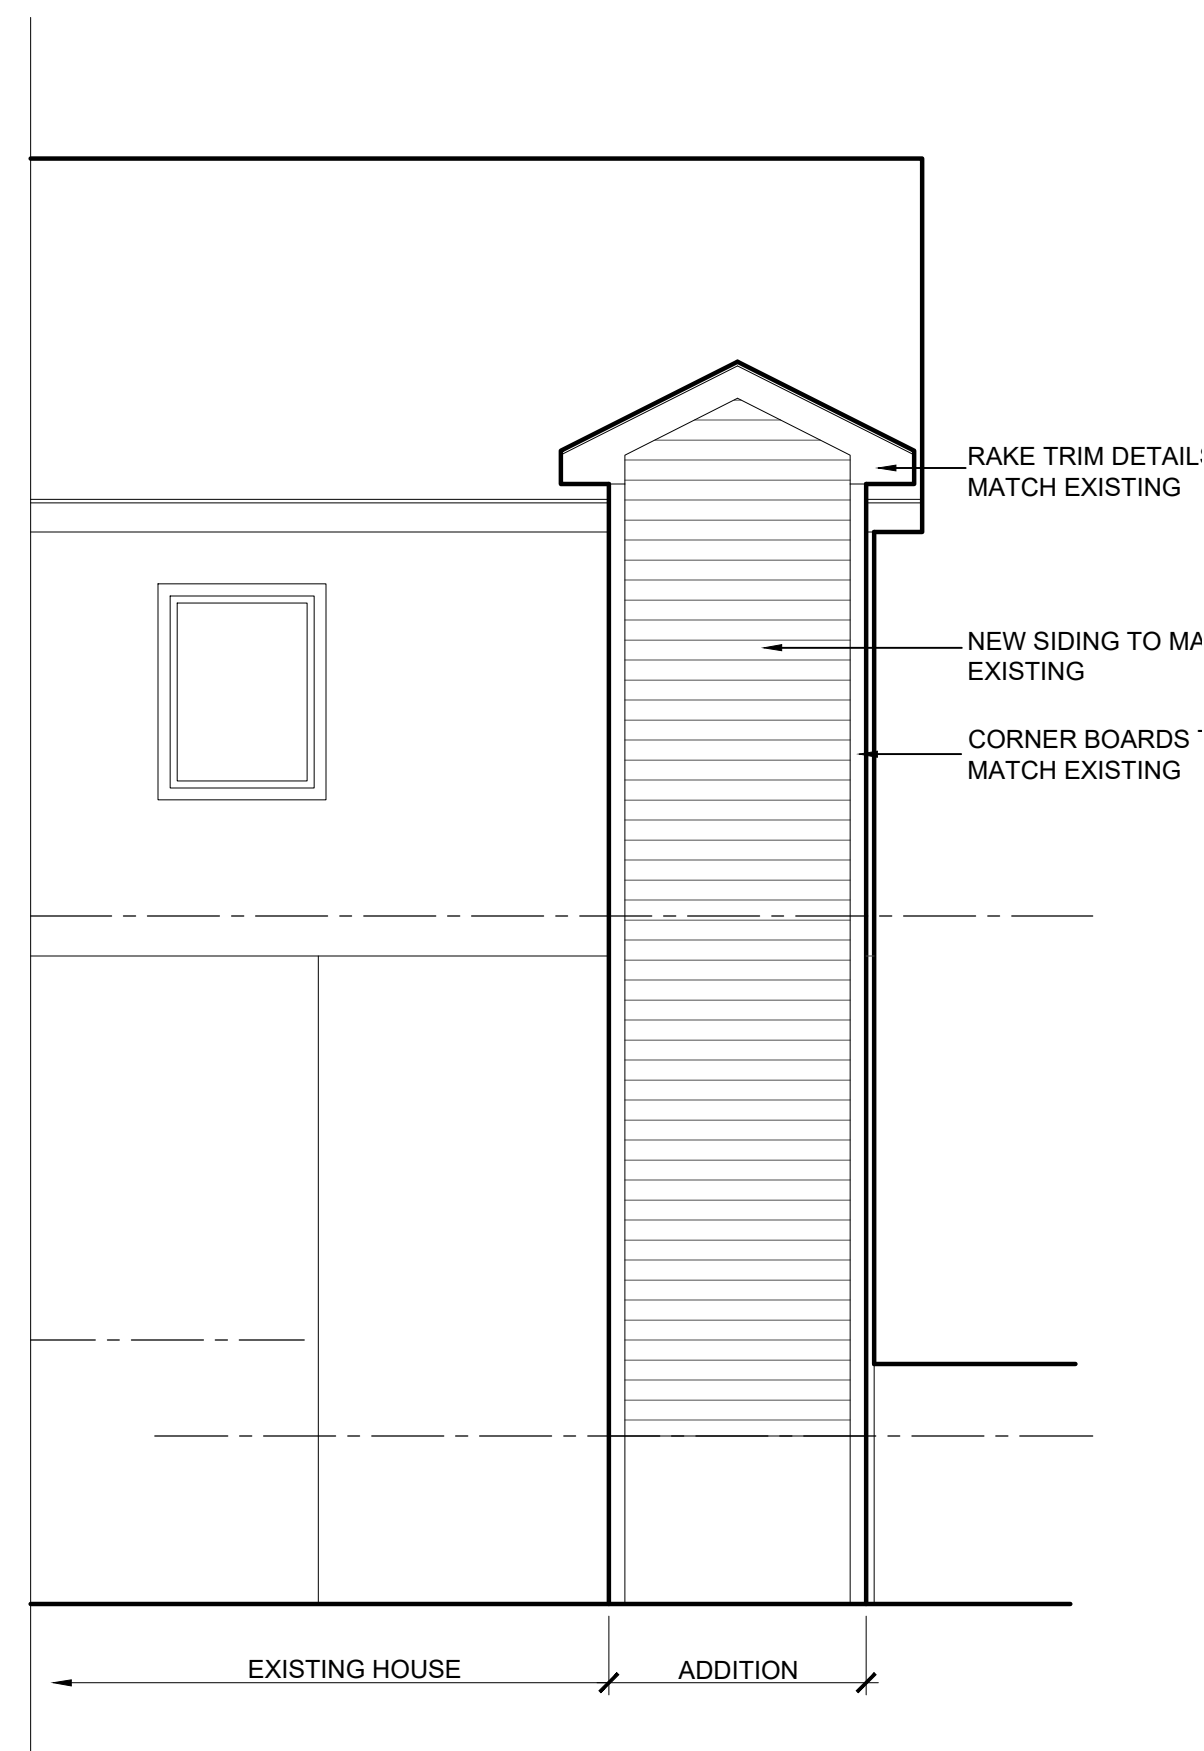 RAKE TRIM DETAILS
MATCH EXISTING
NEW SIDING TO MA
EXISTING
CORNER BOARDS T
MATCH EXISTING
EXISTING HOUSE
ADDITION